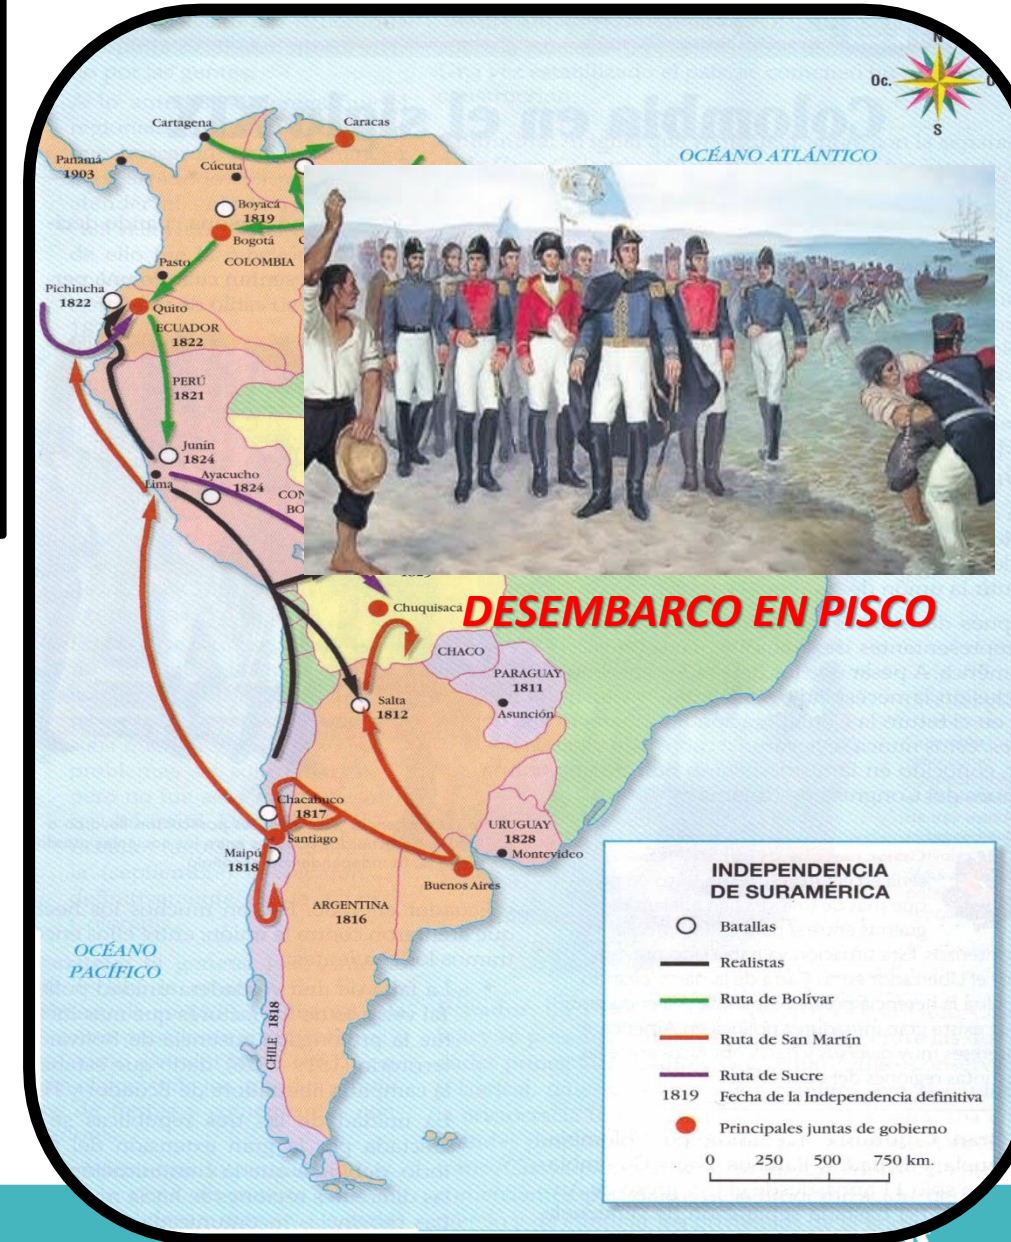 N
Oc.
S
OCÉANO ATLÁNTICO
Cartagena
Caracas
Panamá
1903
Cúcuta
Boyacá
1819
Bogotá
COLOMBIA
Pasto
Pichincha
1822
Quito
ECUADOR
1822
PERÚ
1821
Junín
1824
Lima
Ayacucho
1824
DESEMBARCO EN PISCO
Chuquisaca
CHACO
PARAGUAY
1811
Asunción
Salta
1812
Chacabuco
1817
Santiago
Maipú
1818
URUGUAY
1828
Montevideo
Buenos Aires
ARGENTINA
1816
OCÉANO
PACÍFICO
CHILE 1818
INDEPENDENCIA
DE SURAMÉRICA
Batallas
Realistas
Ruta de Bolívar
Ruta de San Martín
Ruta de Sucre
1819 Fecha de la Independencia definitiva
Principales juntas de gobierno
0 250 500 750 km.